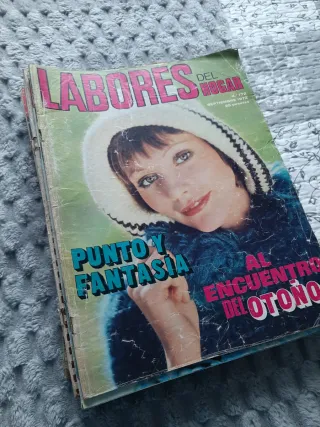 LABORES DEL HOGAR
PUNTO Y
FANTASIA
AL
ENCUENTRO
DEL OTOÑO